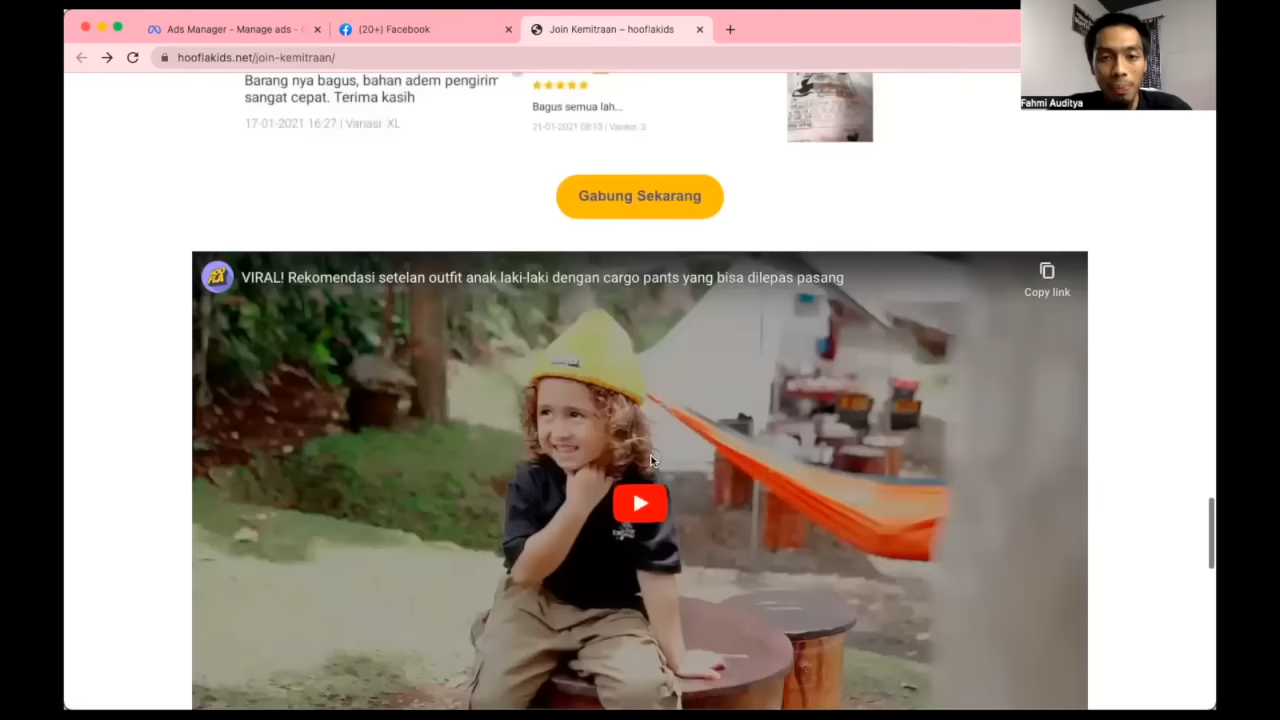 Ads Manager - Manage ads -
(20+) Facebook
Join Kemitraan – hooflakids
hooflakids.net/join-kemitraan/
Fahmi Auditya
Barang nya bagus, bahan adem pengirim
sangat cepat. Terima kasih
17-01-2021 16:27 | Variasi: XL
Bagus semua lah...
21-01-2021 08:13 | Variasi: S
Gabung Sekarang
VIRAL! Rekomendasi setelan outfit anak laki-laki dengan cargo pants yang bisa dilepas pasang
Copy link